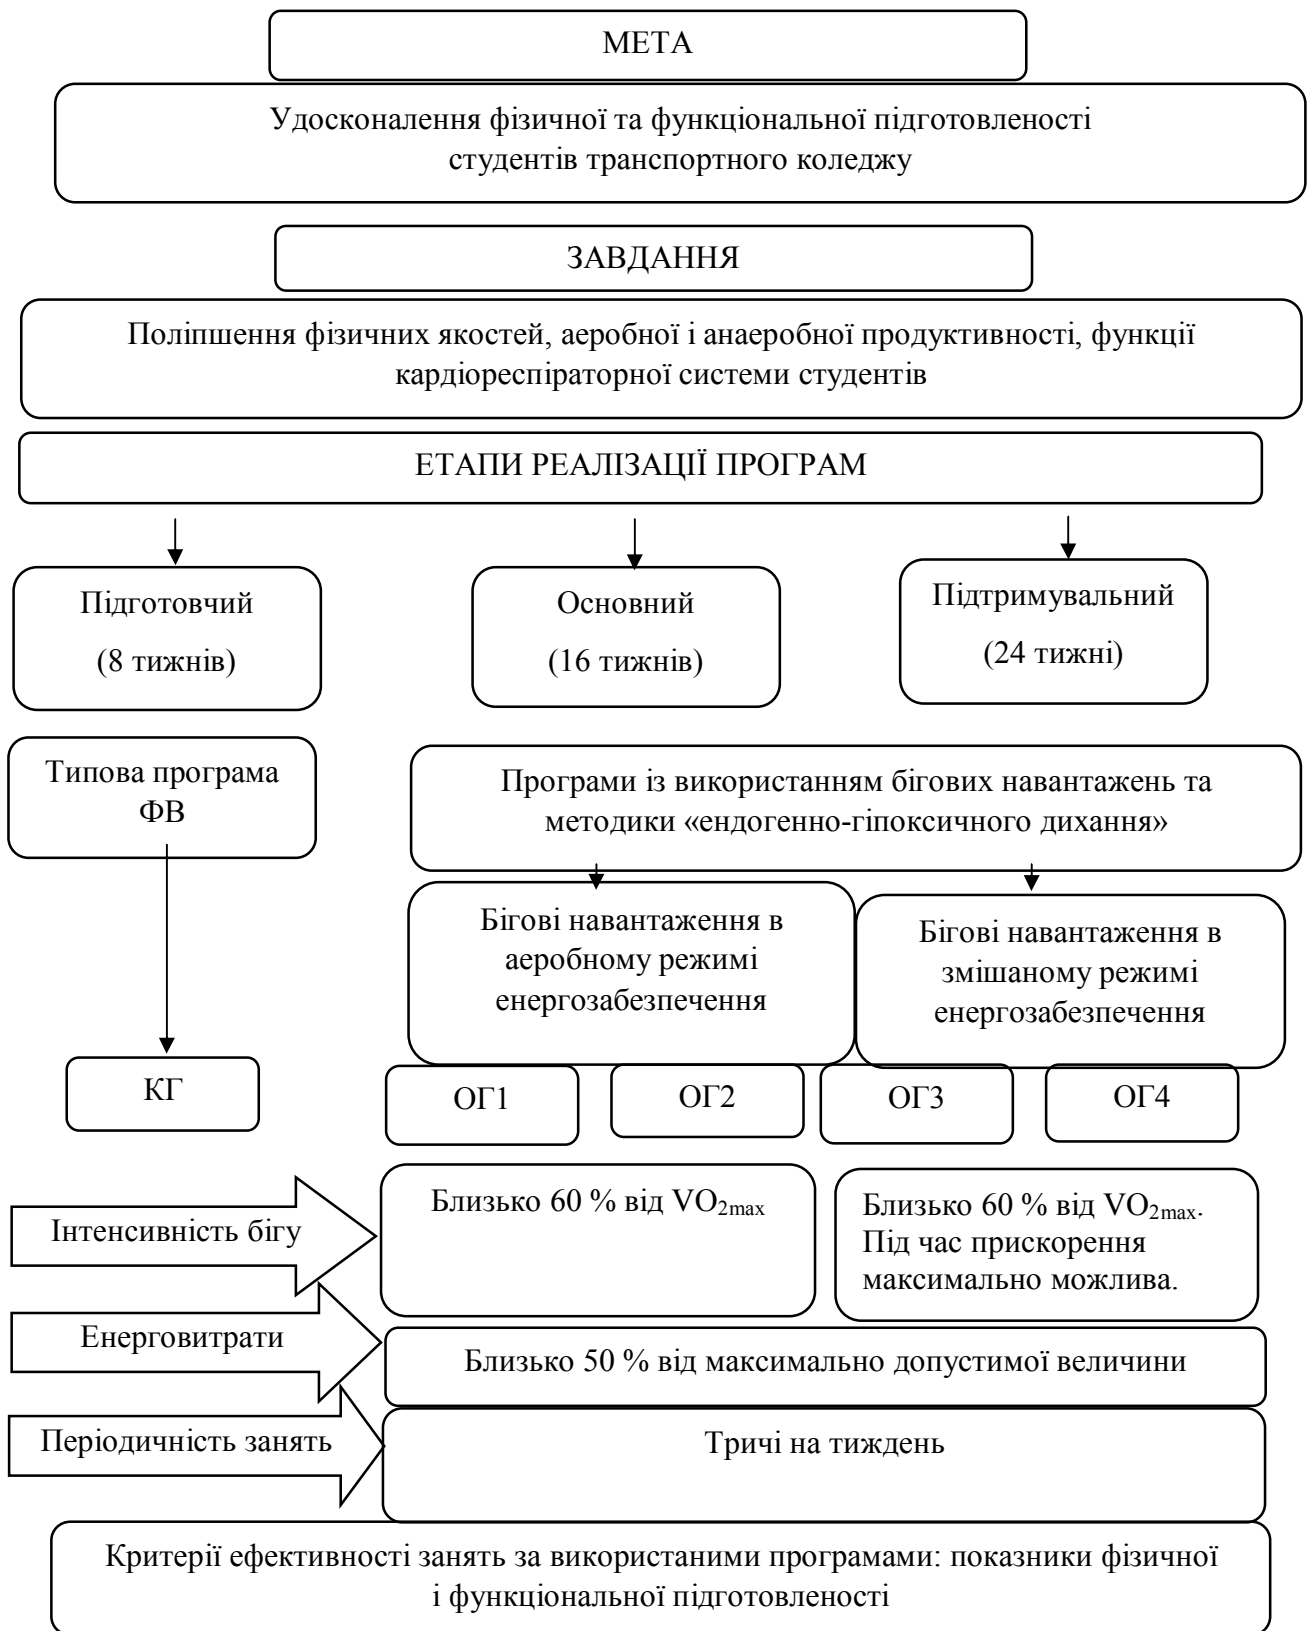 МЕТА
Удосконалення фізичної та функціональної підготовленості
студентів транспортного коледжу
ЗАВДАННЯ
Поліпшення фізичних якостей, аеробної і анаеробної продуктивності, функції
кардіореспіраторної системи студентів
ЕТАПИ РЕАЛІЗАЦІЇ ПРОГРАМ
Підготовчий
(8 тижнів)
Основний
(16 тижнів)
Підтримувальний
(24 тижні)
Типова програма
ФВ
Програми із використанням бігових навантажень та
методики «ендогенно-гіпоксичного дихання»
Бігові навантаження в
аеробному режимі
енергозабезпечення
Бігові навантаження в
змішаному режимі
енергозабезпечення
КГ
ОГ1
ОГ2
ОГ3
ОГ4
Інтенсивність бігу
Близько 60 % від VO₂max
Близько 60 % від VO₂max.
Під час прискорення
максимально можлива.
Енерговитрати
Близько 50 % від максимально допустимої величини
Періодичність занять
Тричі на тиждень
Критерії ефективності занять за використаними програмами: показники фізичної
і функціональної підготовленості